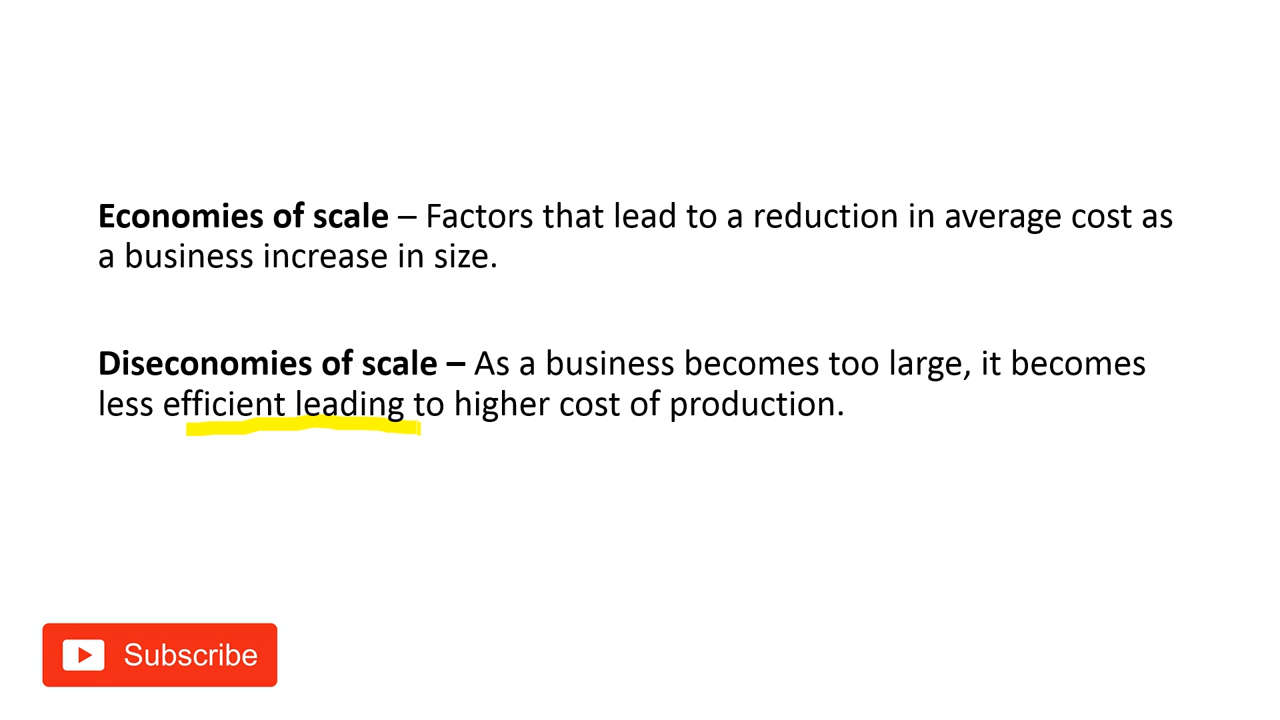 Economies of scale – Factors that lead to a reduction in average cost as
a business increase in size.
Diseconomies of scale – As a business becomes too large, it becomes
less efficient leading to higher cost of production.
Subscribe